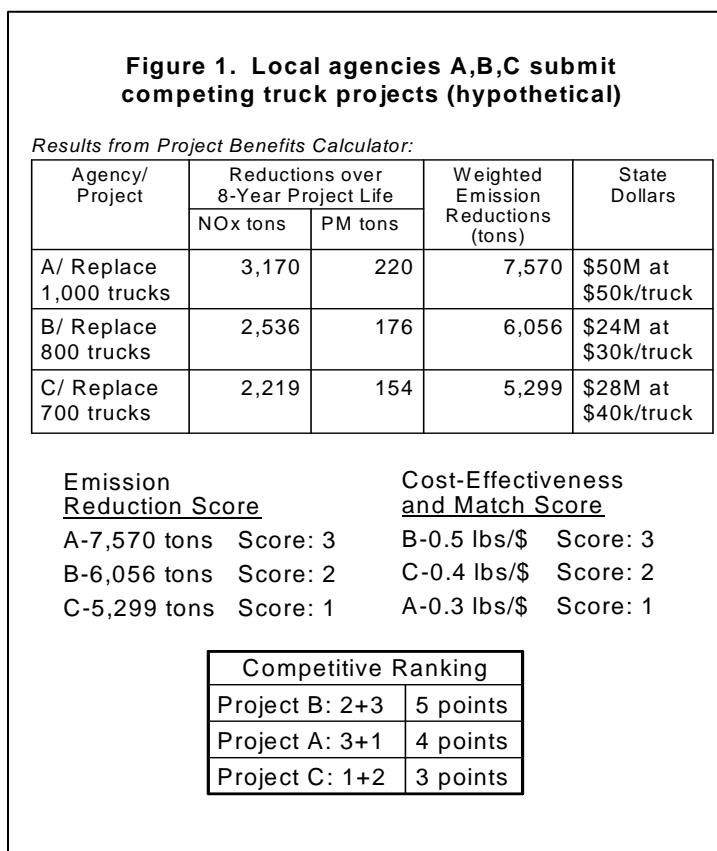 Figure 1. Local agencies A,B,C submit
competing truck projects (hypothetical)
Results from Project Benefits Calculator:
Agency/
Project
Reductions over
8-Year Project Life
NOx tons
PM tons
Weighted
Emission
Reductions
(tons)
State
Dollars
A/ Replace
1,000 trucks
3,170
220
7,570
$50M at
$50k/truck
B/ Replace
800 trucks
2,536
176
6,056
$24M at
$30k/truck
C/ Replace
700 trucks
2,219
154
5,299
$28M at
$40k/truck
Emission
Reduction Score
A-7,570 tons Score: 3
B-6,056 tons Score: 2
C-5,299 tons Score: 1
Cost-Effectiveness
and Match Score
B-0.5 lbs/$ Score: 3
C-0.4 lbs/$ Score: 2
A-0.3 lbs/$ Score: 1
Competitive Ranking
Project B: 2+3 5 points
Project A: 3+1 4 points
Project C: 1+2 3 points